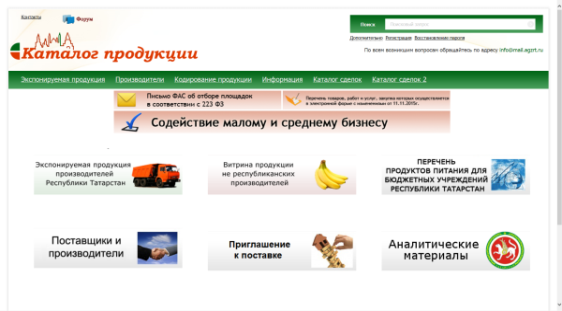 Контакты
Форум
Поиск
Дополнительно Регистрация Восстановление пароля
По всем возникшим вопросам обращайтесь по адресу info@mail.agzrt.ru
Каталог продукции
Экспонируемая продукция Производители Кодирование продукции Информация Каталог сделок Каталог сделок 2
Письмо ФАС об отборе площадок
в соответствии с 223 ФЗ
Перечень товаров, работ и услуг, закупка которых осуществляется
в электронной форме с изменениями от 11.11.2015г.
Содействие малому и среднему бизнесу
Экспонируемая продукция
производителей
Республики Татарстан
Витрина продукции
не республиканских
производителей
ПЕРЕЧЕНЬ
ПРОДУКТОВ ПИТАНИЯ ДЛЯ
БЮДЖЕТНЫХ УЧРЕЖДЕНИЙ
РЕСПУБЛИКИ ТАТАРСТАН
Поставщики и
производители
Приглашение
к поставке
Аналитические
материалы